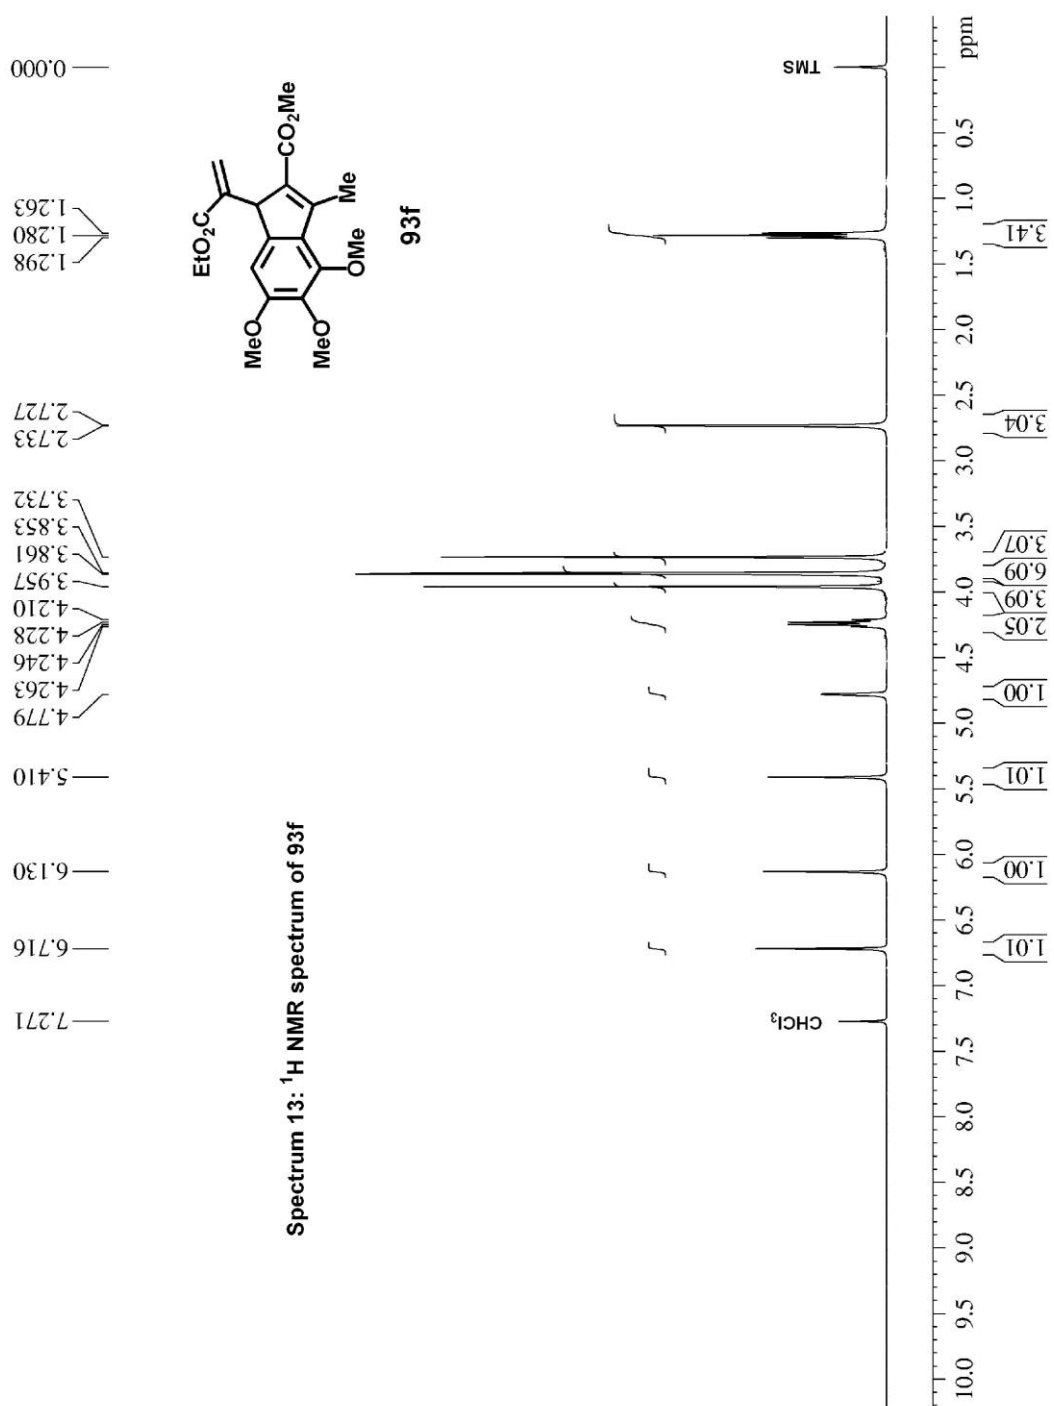 7.271
6.716
6.130
5.410
4.779
4.263
4.246
4.228
4.210
3.957
3.861
3.853
3.732
2.733
2.727
1.298
1.280
1.263
0.000
EtO₂C
CO₂Me
MeO
MeO
OMe
Me
93f
Spectrum 13: ¹H NMR spectrum of 93f
CHCl₃
TMS
10.0 9.5 9.0 8.5 8.0 7.5 7.0 6.5 6.0 5.5 5.0 4.5 4.0 3.5 3.0 2.5 2.0 1.5 1.0 0.5 ppm
1.01
1.00
1.01
1.00
2.05
3.09
6.09
3.07
3.04
3.41